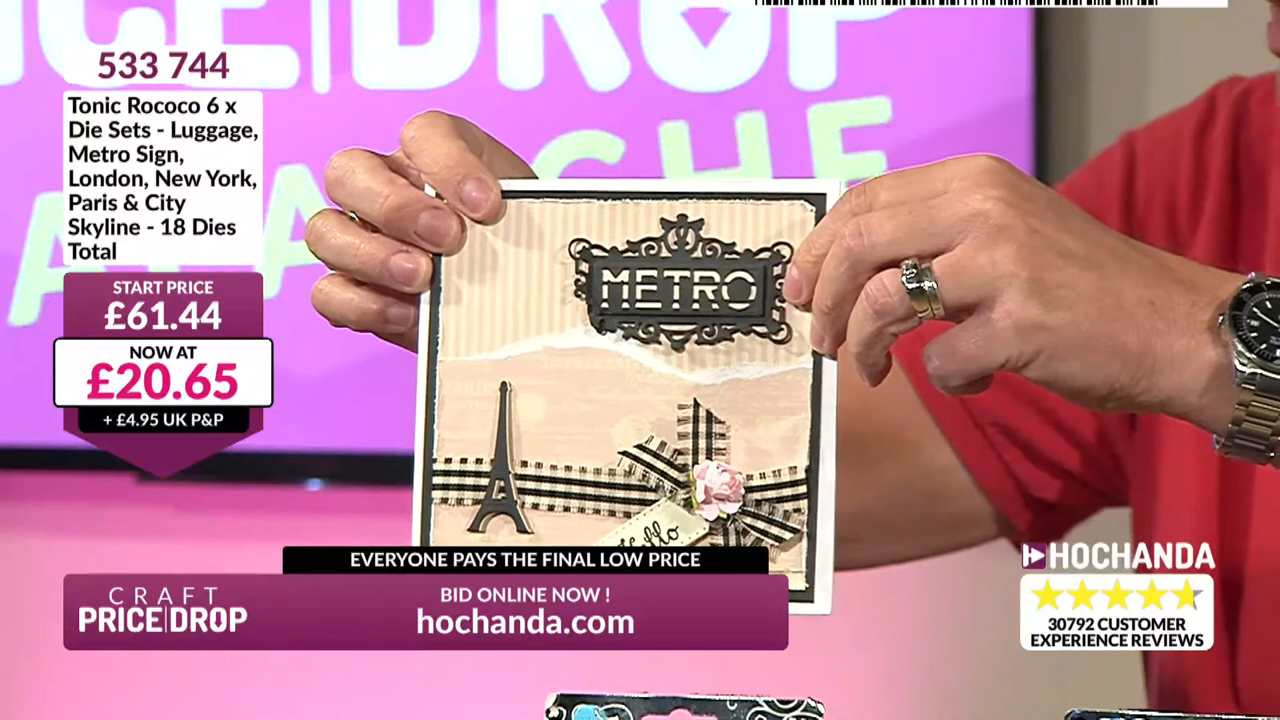 533 744
Tonic Rococo 6 x
Die Sets - Luggage,
Metro Sign,
London, New York,
Paris & City
Skyline - 18 Dies
Total
START PRICE
£61.44
NOW AT
£20.65
+ £4.95 UK P&P
METRO
EVERYONE PAYS THE FINAL LOW PRICE
CRAFT
PRICE|DROP
BID ONLINE NOW !
hochanda.com
HOCHANDA
30792 CUSTOMER
EXPERIENCE REVIEWS